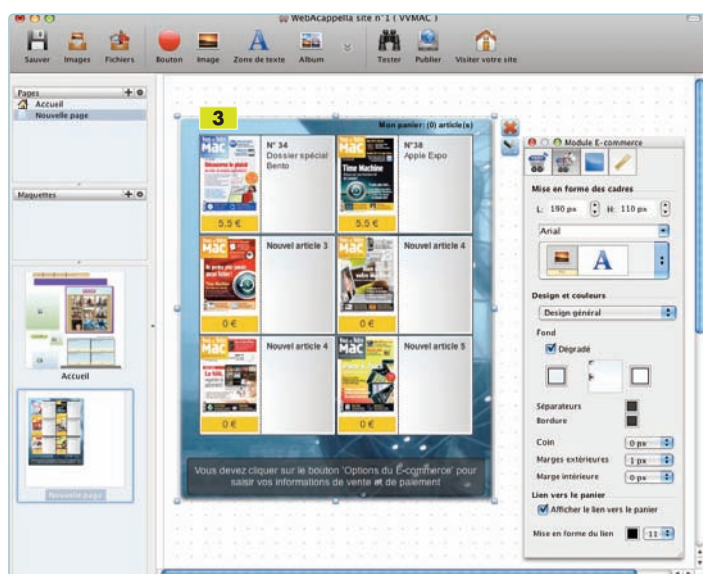 WebAcappella site n°1 ( VVMAC )
Sauver Images Fichiers Bouton Image Zone de texte Album Tester Publier Visiter votre site
Pages
Accueil
Nouvelle page
Maquettes
Accueil
Nouvelle page
3
Mon panier: (0) article(s)
N° 34
Dossier spécial
Bento
5.5 €
N°38
Apple Expo
Time Machine
5.5 €
Nouvel article 3
0 €
Nouvel article 4
0 €
Nouvel article 4
0 €
Nouvel article 5
0 €
Vous devez cliquer sur le bouton 'Options du E-commerce' pour
saisir vos informations de vente et de paiement
Module E-commerce
Mise en forme des cadres
L: 190 px H: 110 px
Arial
A
Design et couleurs
Design général
Fond
Dégradé
Séparateurs
Bordure
Coin 0 px
Marges extérieures 1 px
Marge intérieure 0 px
Lien vers le panier
Afficher le lien vers le panier
Mise en forme du lien 11